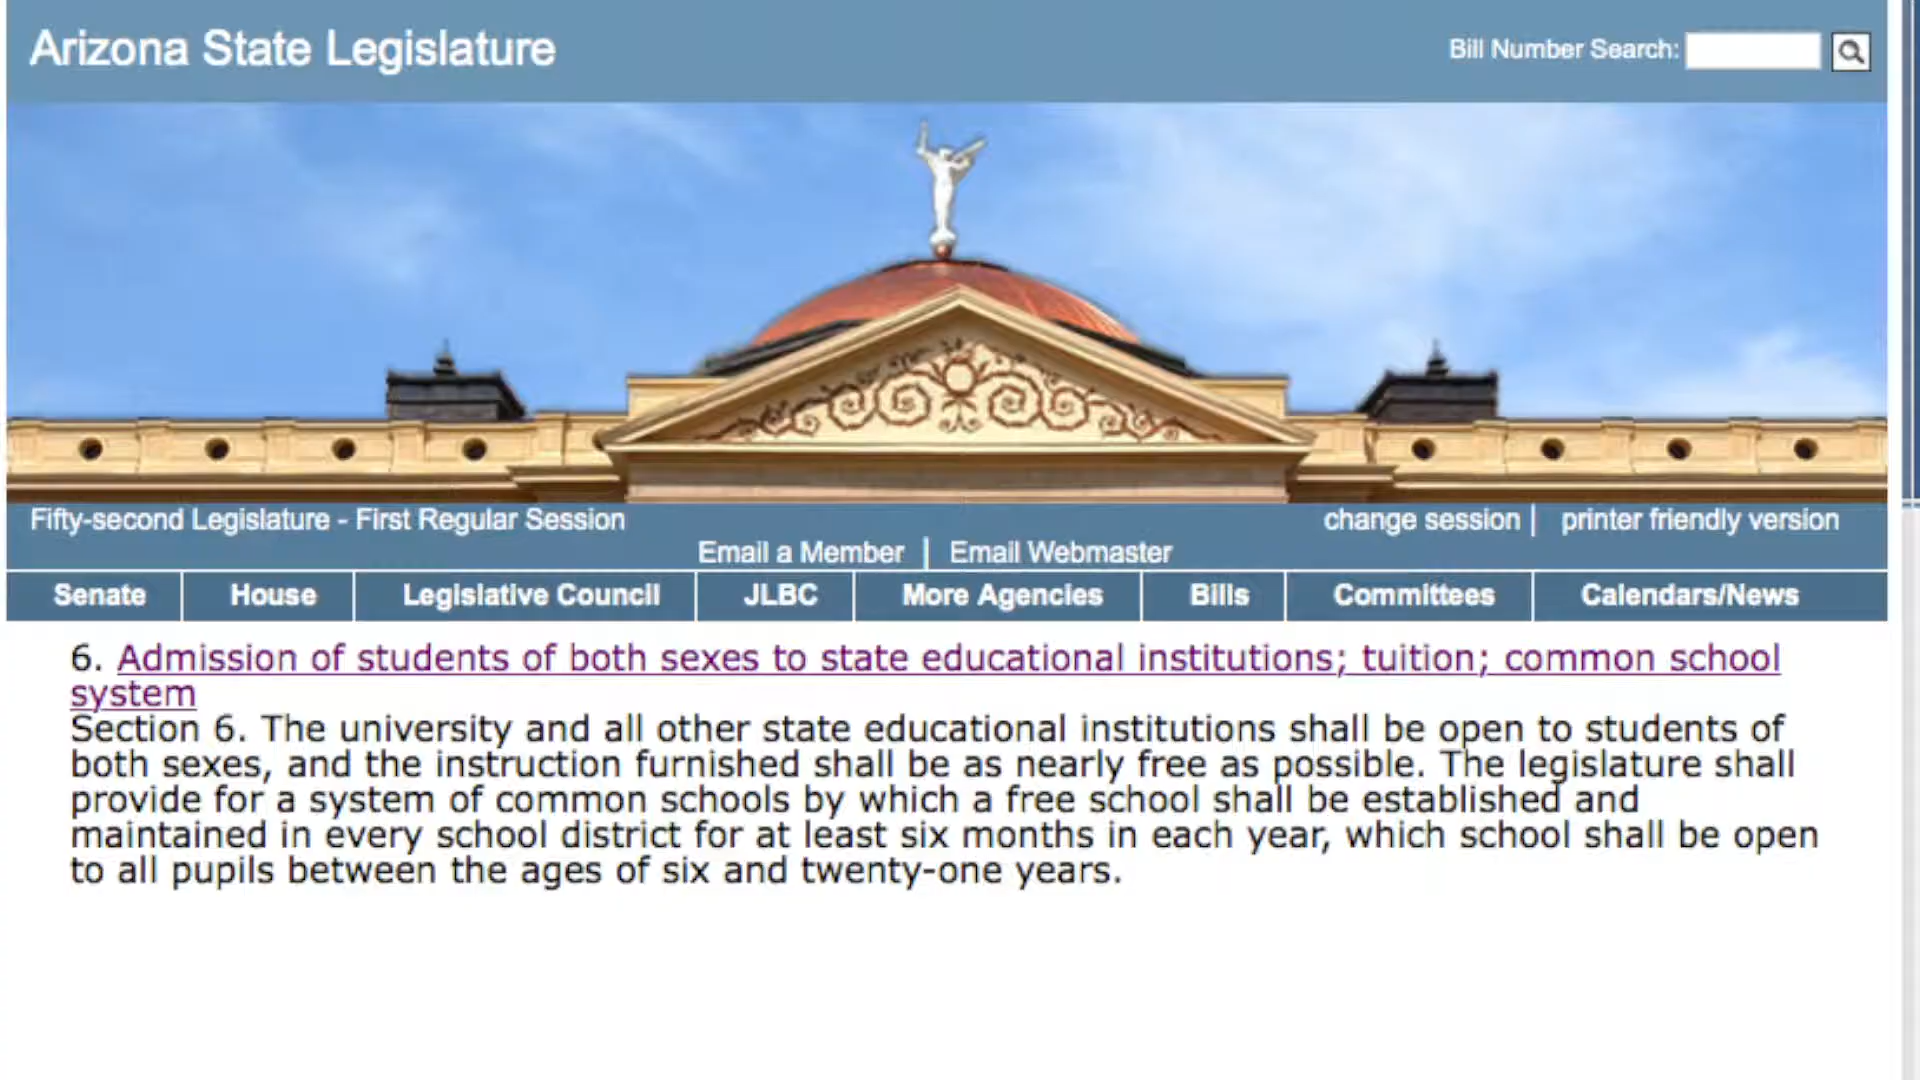 Arizona State Legislature
Bill Number Search:
Fifty-second Legislature - First Regular Session
change session | printer friendly version
Email a Member | Email Webmaster
Senate House Legislative Council JLBC More Agencies Bills Committees Calendars/News
6. Admission of students of both sexes to state educational institutions; tuition; common school
system
Section 6. The university and all other state educational institutions shall be open to students of
both sexes, and the instruction furnished shall be as nearly free as possible. The legislature shall
provide for a system of common schools by which a free school shall be established and
maintained in every school district for at least six months in each year, which school shall be open
to all pupils between the ages of six and twenty-one years.